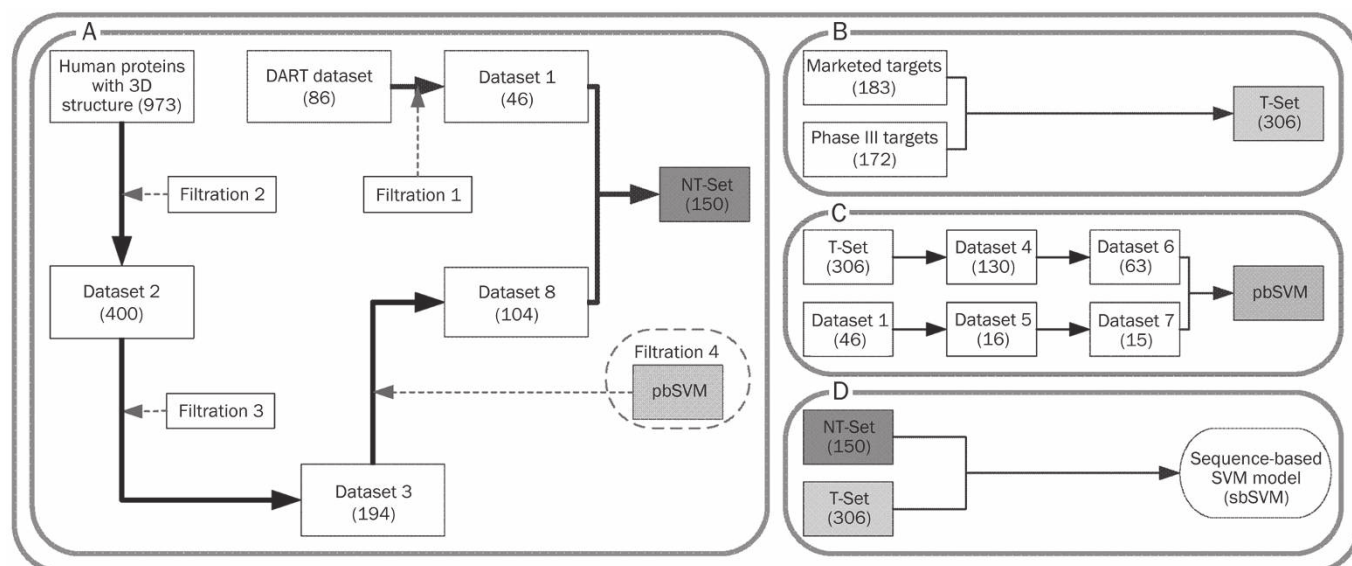 A
Human proteins
with 3D
structure (973)
DART dataset
(86)
Dataset 1
(46)
Filtration 2
Filtration 1
NT-Set
(150)
Dataset 2
(400)
Dataset 8
(104)
Filtration 4
pbSVM
Filtration 3
Dataset 3
(194)
B
Marketed targets
(183)
Phase III targets
(172)
T-Set
(306)
C
T-Set
(306)
Dataset 4
(130)
Dataset 6
(63)
pbSVM
Dataset 1
(46)
Dataset 5
(16)
Dataset 7
(15)
D
NT-Set
(150)
T-Set
(306)
Sequence-based
SVM model
(sbSVM)